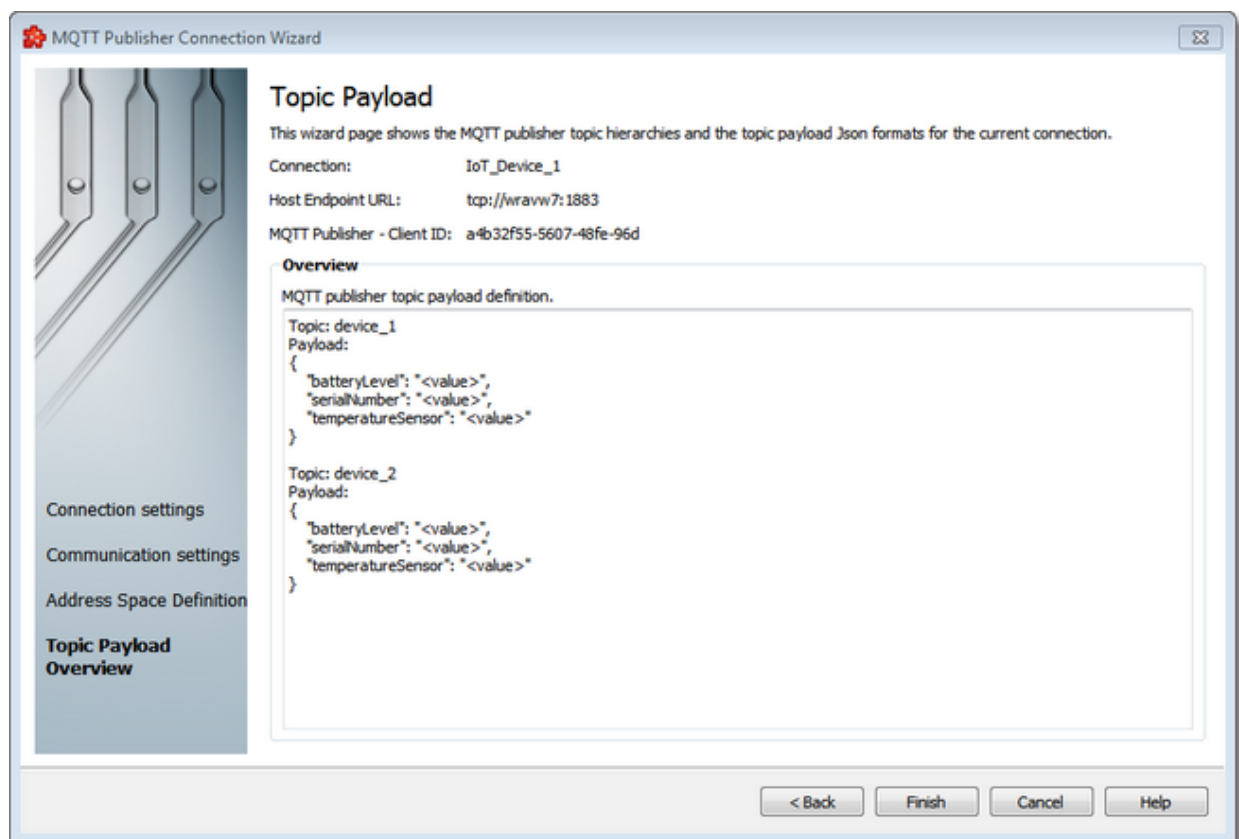 MQTT Publisher Connection Wizard
Topic Payload
This wizard page shows the MQTT publisher topic hierarchies and the topic payload Json formats for the current connection.
Connection: IoT_Device_1
Host Endpoint URL: tcp://wravw7:1883
MQTT Publisher - Client ID: a4b32f55-5607-48fe-96d
Overview
MQTT publisher topic payload definition.
Topic: device_1
Payload:
{
"batteryLevel": "<value>",
"serialNumber": "<value>",
"temperatureSensor": "<value>"
}
Topic: device_2
Payload:
{
"batteryLevel": "<value>",
"serialNumber": "<value>",
"temperatureSensor": "<value>"
}
Connection settings
Communication settings
Address Space Definition
Topic Payload
Overview
< Back Finish Cancel Help